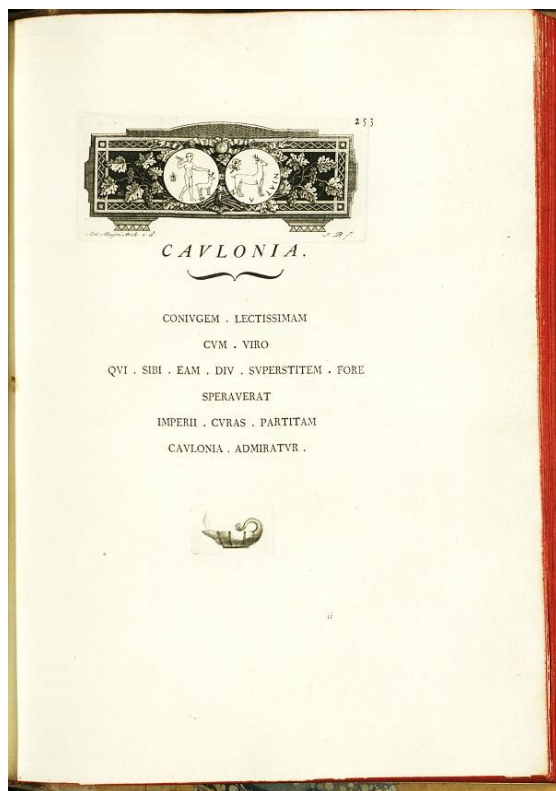 253
CAVLONIA.
CONIVGEM . LECTISSIMAM
CVM . VIRO
QVI . SIBI . EAM . DIV . SVPERSTITEM . FORE
SPERAVERAT
IMPERII . CVRAS . PARTITAM
CAVLONIA . ADMIRATVR .